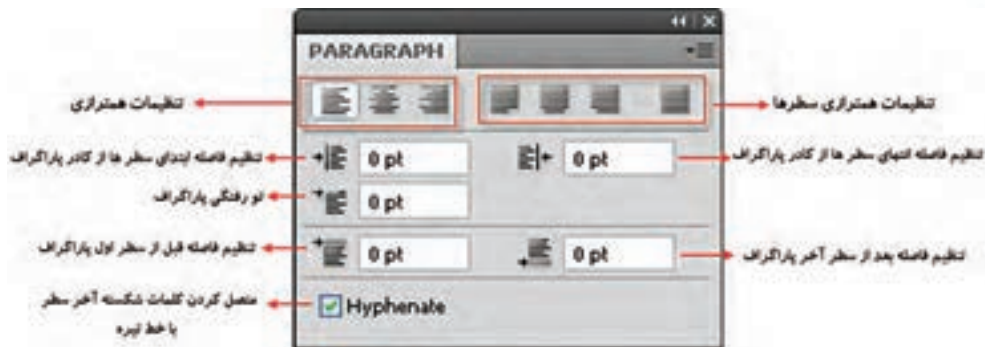 PARAGRAPH
تنظیمات همترازی
تنظیمات همترازی سطرها
تنظیم فاصله ابتدای سطر ها از کادر پاراگراف
0 pt
0 pt
تنظیم فاصله انتهای سطر ها از کادر پاراگراف
تو رفتگی پاراگراف
0 pt
تنظیم فاصله قبل از سطر اول پاراگراف
0 pt
0 pt
تنظیم فاصله بعد از سطر آخر پاراگراف
متصل کردن کلمات شکسته آخر سطر
با خط تیره
Hyphenate